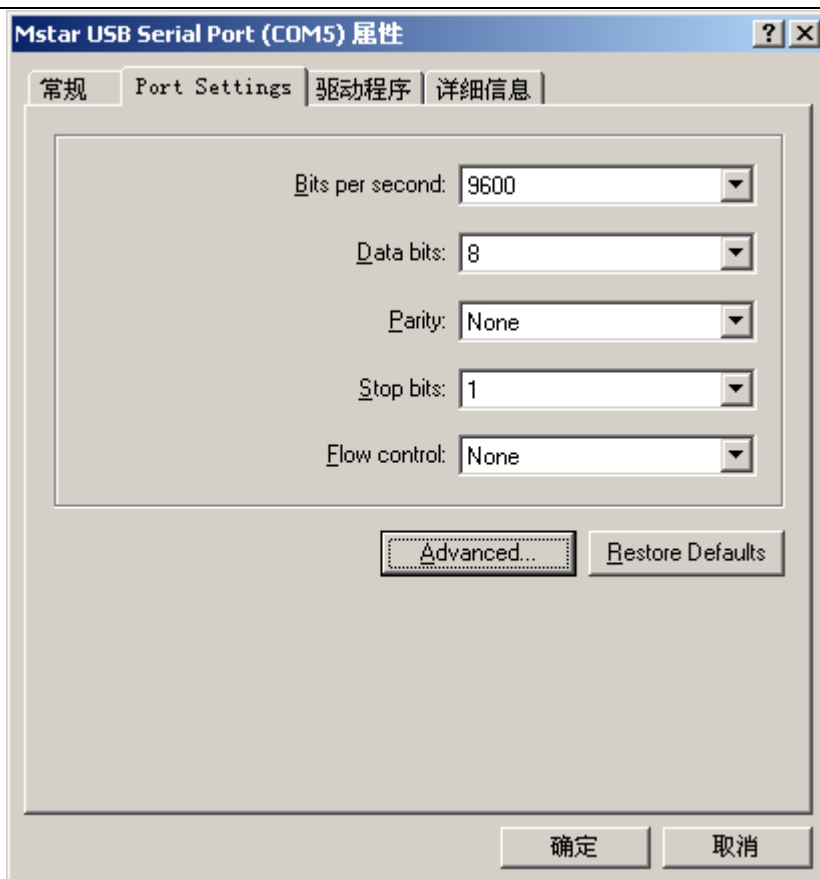 Mstar USB Serial Port (COM5) 属性
常规 Port Settings 驱动程序 详细信息
Bits per second: 9600
Data bits: 8
Parity: None
Stop bits: 1
Flow control: None
Advanced... Restore Defaults
确定 取消